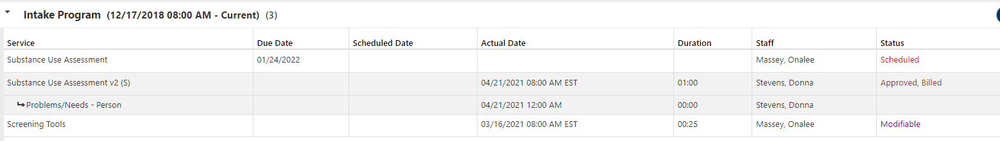 Intake Program (12/17/2018 08:00 AM - Current) (3)
Service Due Date Scheduled Date Actual Date Duration Staff Status
Substance Use Assessment 01/24/2022 Massey, Onalee Scheduled
Substance Use Assessment v2 (S) 04/21/2021 08:00 AM EST 01:00 Stevens, Donna Approved, Billed
Problems/Needs - Person 04/21/2021 12:00 AM 00:00 Stevens, Donna
Screening Tools 03/16/2021 08:00 AM EST 00:25 Massey, Onalee Modifiable